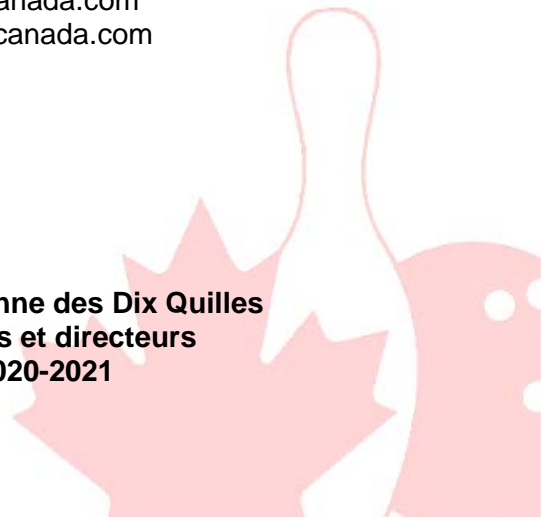 anada.com
canada.com
nne des Dix Quilles
s et directeurs
020-2021